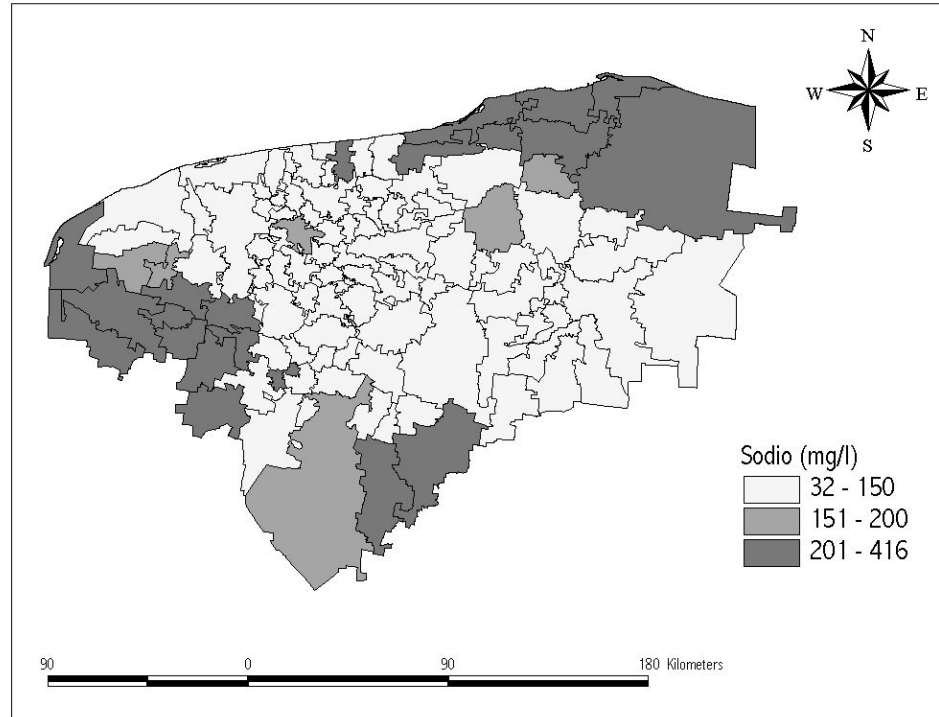 N
W E
S
Sodio (mg/l)
32 - 150
151 - 200
201 - 416
90 0 90 180 Kilometers